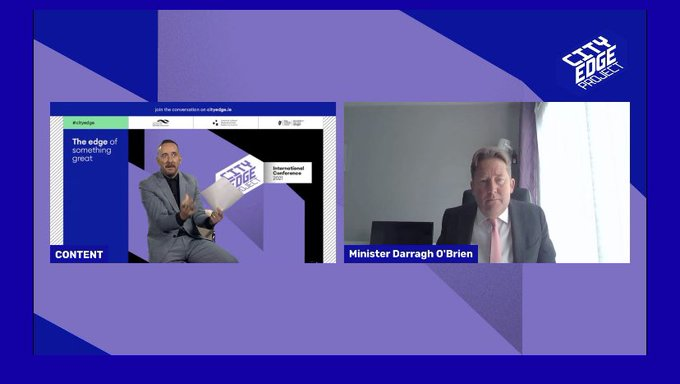 CITY
EDGE
PROJECT
join the conversation on cityedge.ie
#cityedge
The edge of
something
great
CITY
EDGE
PROJECT
International
Conference
2021
CONTENT
Minister Darragh O'Brien